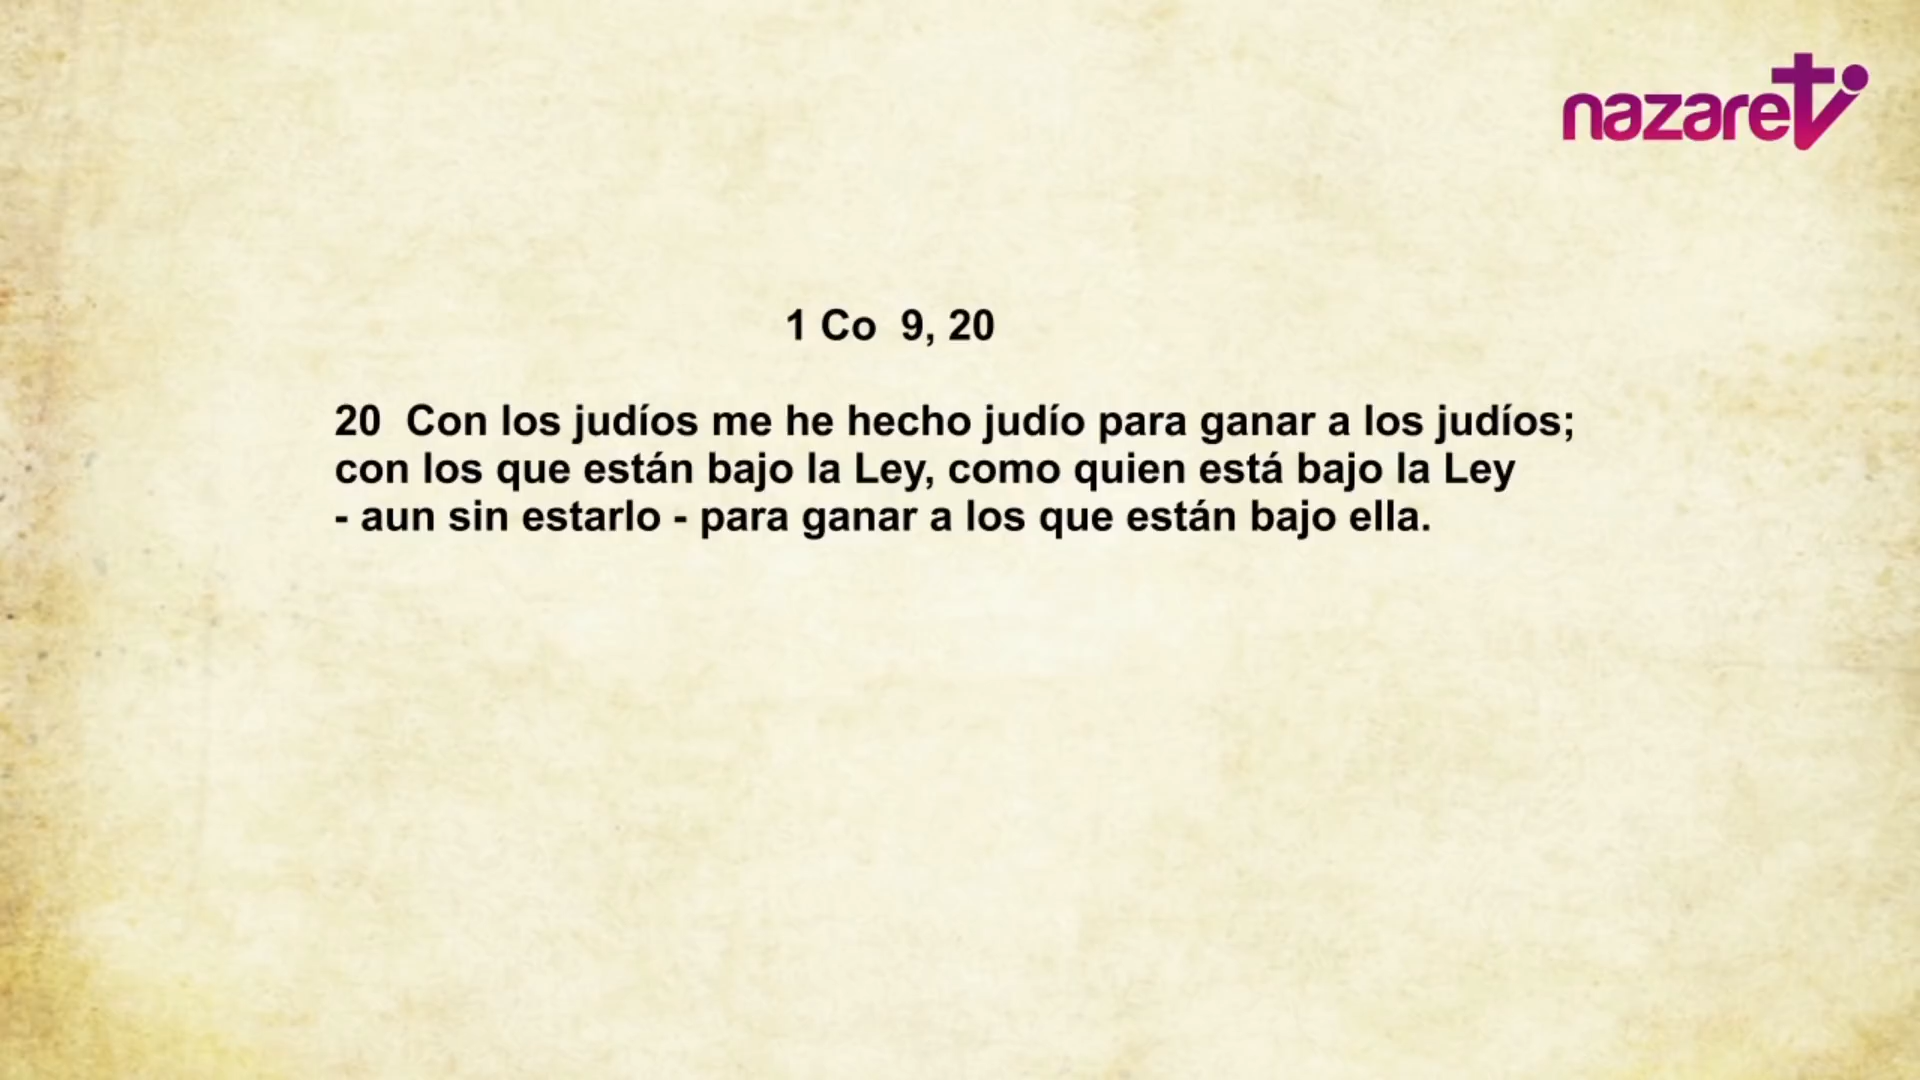 nazaretv
1 Co 9, 20
20 Con los judíos me he hecho judío para ganar a los judíos;
con los que están bajo la Ley, como quien está bajo la Ley
- aun sin estarlo - para ganar a los que están bajo ella.